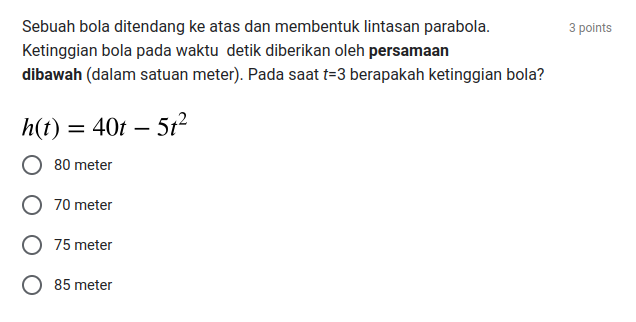 Sebuah bola ditendang ke atas dan membentuk lintasan parabola.
3 points
Ketinggian bola pada waktu detik diberikan oleh persamaan
dibawah (dalam satuan meter). Pada saat t=3 berapakah ketinggian bola?
h(t) = 40t − 5t²
80 meter
70 meter
75 meter
85 meter